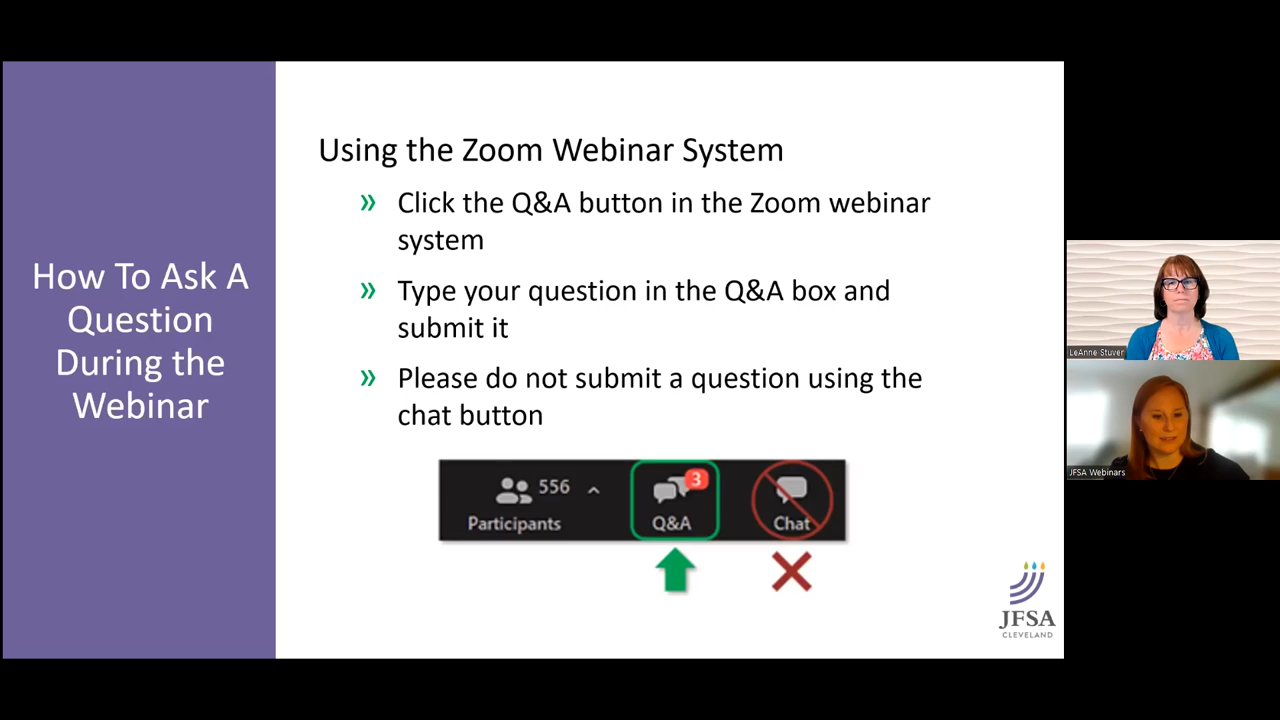 How To Ask A
Question
During the
Webinar
Using the Zoom Webinar System
» Click the Q&A button in the Zoom webinar
system
» Type your question in the Q&A box and
submit it
» Please do not submit a question using the
chat button
556
3
Participants
Q&A
Chat
JFSA
CLEVELAND
LeAnne Stuver
JFSA Webinars